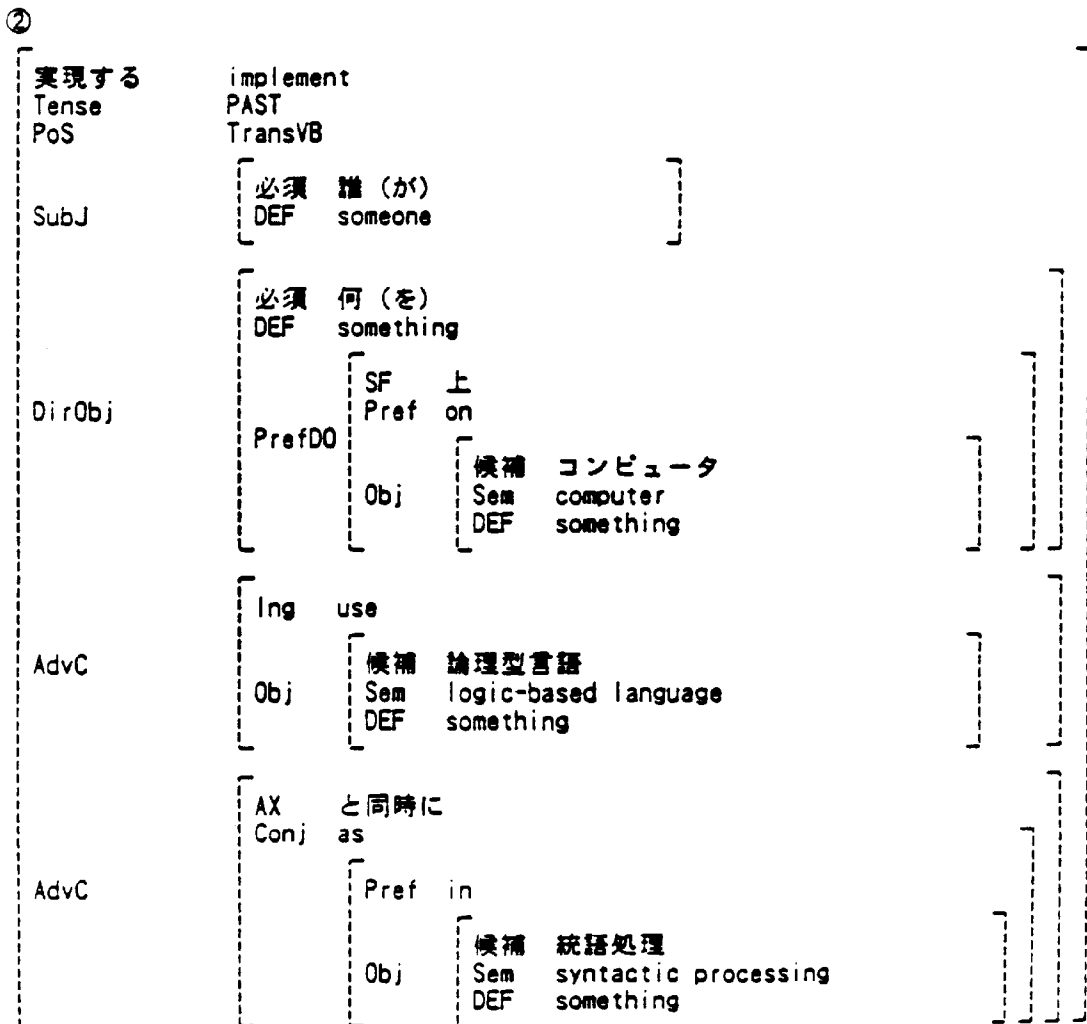 ②
実現する implement
Tense PAST
PoS TransVB
必須 誰（が）
SubJ DEF someone
必須 何（を）
DEF something
SF 上
DirObj Pref on
PrefDO
候補 コンピュータ
Obj Sem computer
DEF something
Ing use
AdvC 候補 論理型言語
Obj Sem logic-based language
DEF something
AX と同時に
Conj as
AdvC Pref in
候補 統語処理
Obj Sem syntactic processing
DEF something